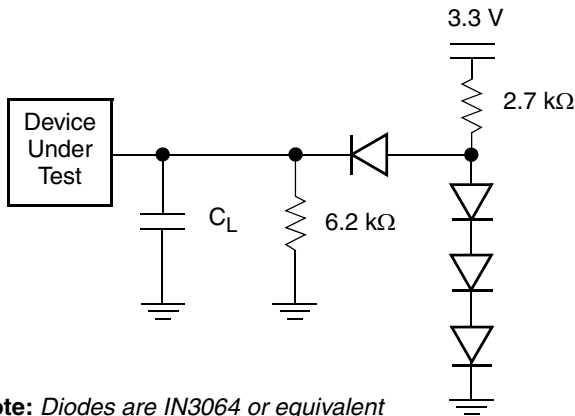 3.3 V
2.7 kΩ
Device
Under
Test
C_L
6.2 kΩ
ote: Diodes are IN3064 or equivalent